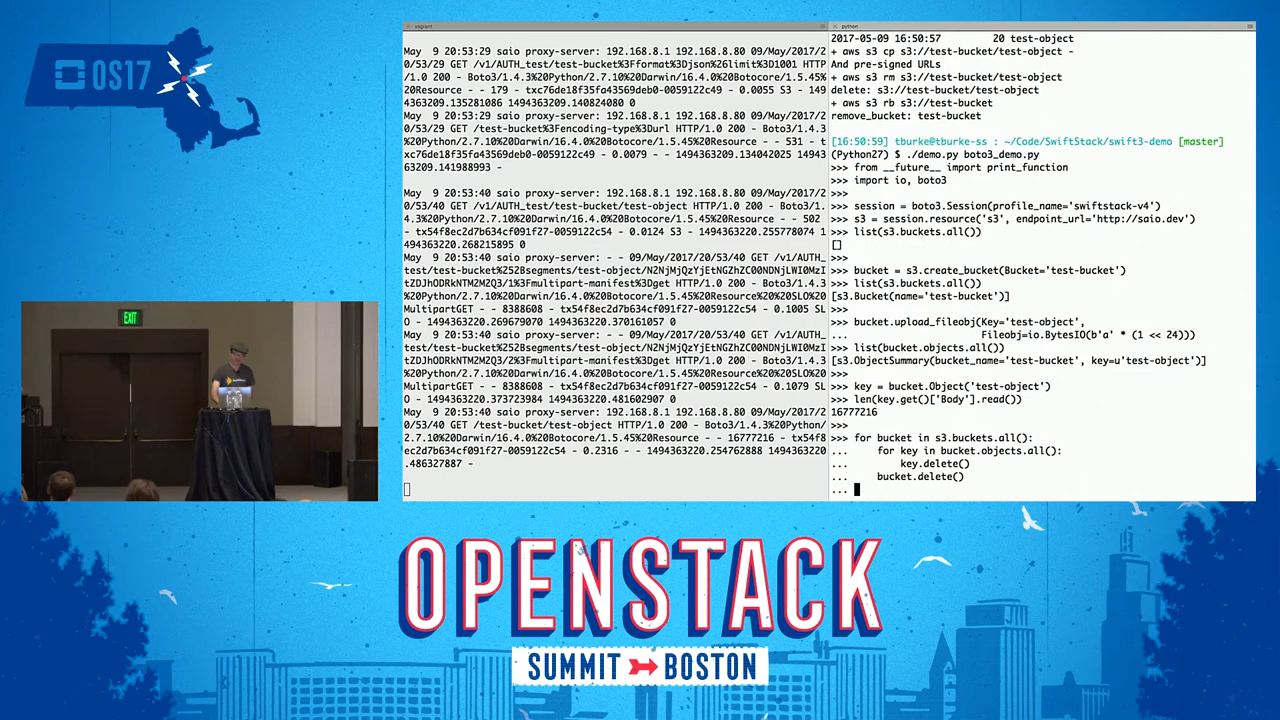 OS17
EXIT
vagrant
May  9 20:53:29 saio proxy-server: 192.168.8.1 192.168.8.80 09/May/2017/2
0/53/29 GET /v1/AUTH_test/test-bucket%3Fformat%3Djson%26limit%3D1001 HTTP
/1.0 200 - Boto3/1.4.3%20Python/2.7.10%20Darwin/16.4.0%20Botocore/1.5.45%
20Resource - - 179 - txc76de18f35fa43569deb0-0059122c49 - 0.0055 S3 - 149
4363209.135281086 1494363209.140824080 0
May  9 20:53:29 saio proxy-server: 192.168.8.1 192.168.8.80 09/May/2017/2
0/53/29 GET /test-bucket%3Fencoding-type%3Durl HTTP/1.0 200 - Boto3/1.4.3
%20Python/2.7.10%20Darwin/16.4.0%20Botocore/1.5.45%20Resource - - 531 - t
xc76de18f35fa43569deb0-0059122c49 - 0.0079 - - 1494363209.134042025 14943
63209.141988993 -
May  9 20:53:40 saio proxy-server: 192.168.8.1 192.168.8.80 09/May/2017/2
0/53/40 GET /v1/AUTH_test/test-bucket/test-object HTTP/1.0 200 - Boto3/1.
4.3%20Python/2.7.10%20Darwin/16.4.0%20Botocore/1.5.45%20Resource - - 502
- tx54f8ec2d7b634cf091f27-0059122c54 - 0.0124 S3 - 1494363220.255778074 1
494363220.268215895 0
May  9 20:53:40 saio proxy-server: - - 09/May/2017/20/53/40 GET /v1/AUTH_
test/test-bucket%252Bsegments/test-object/N2NjMjQzYjEtNGZhZC00NDNjLWI0MzI
tZDJhODRkNTM2M2Q3/1%3Fmultipart-manifest%3Dget HTTP/1.0 200 - Boto3/1.4.3
%20Python/2.7.10%20Darwin/16.4.0%20Botocore/1.5.45%20Resource%20%20SLO%20
MultipartGET - - 8388608 - tx54f8ec2d7b634cf091f27-0059122c54 - 0.1005 SL
O - 1494363220.269679070 1494363220.370161057 0
May  9 20:53:40 saio proxy-server: - - 09/May/2017/20/53/40 GET /v1/AUTH_
test/test-bucket%252Bsegments/test-object/N2NjMjQzYjEtNGZhZC00NDNjLWI0MzI
tZDJhODRkNTM2M2Q3/2%3Fmultipart-manifest%3Dget HTTP/1.0 200 - Boto3/1.4.3
%20Python/2.7.10%20Darwin/16.4.0%20Botocore/1.5.45%20Resource%20%20SLO%20
MultipartGET - - 8388608 - tx54f8ec2d7b634cf091f27-0059122c54 - 0.1079 SL
O - 1494363220.373723984 1494363220.481602907 0
May  9 20:53:40 saio proxy-server: 192.168.8.1 192.168.8.80 09/May/2017/2
0/53/40 GET /test-bucket/test-object HTTP/1.0 200 - Boto3/1.4.3%20Python/
2.7.10%20Darwin/16.4.0%20Botocore/1.5.45%20Resource - - 16777216 - tx54f8
ec2d7b634cf091f27-0059122c54 - 0.2316 - - 1494363220.254762888 1494363220
.486327887 -
python
2017-05-09 16:50:57         20 test-object
+ aws s3 cp s3://test-bucket/test-object -
And pre-signed URLs
+ aws s3 rm s3://test-bucket/test-object
delete: s3://test-bucket/test-object
+ aws s3 rb s3://test-bucket
remove_bucket: test-bucket
[16:50:59] tburke@tburke-ss : ~/Code/SwiftStack/swift3-demo [master]
(Python27) $ ./demo.py boto3_demo.py
>>> from __future__ import print_function
>>> import io, boto3
>>>
>>> session = boto3.Session(profile_name='swiftstack-v4')
>>> s3 = session.resource('s3', endpoint_url='http://saio.dev')
>>> list(s3.buckets.all())
[]
>>>
>>> bucket = s3.create_bucket(Bucket='test-bucket')
>>> list(s3.buckets.all())
[s3.Bucket(name='test-bucket')]
>>>
>>> bucket.upload_fileobj(Key='test-object',
...                       Fileobj=io.BytesIO(b'a' * (1 << 24)))
>>> list(bucket.objects.all())
[s3.ObjectSummary(bucket_name='test-bucket', key=u'test-object')]
>>>
>>> key = bucket.Object('test-object')
>>> len(key.get()['Body'].read())
16777216
>>>
>>> for bucket in s3.buckets.all():
...     for key in bucket.objects.all():
...         key.delete()
...     bucket.delete()
...
OPENSTACK
SUMMIT BOSTON